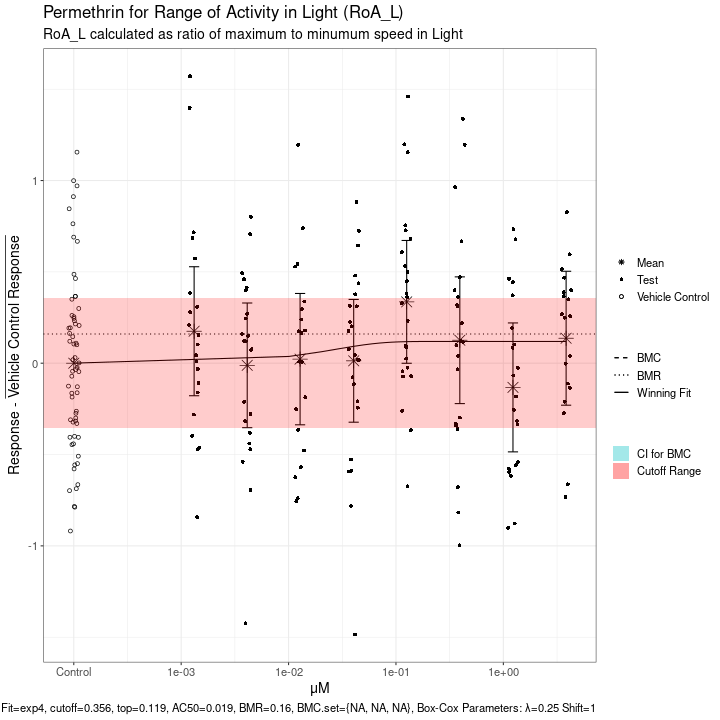 Permethrin for Range of Activity in Light (RoA_L)
RoA_L calculated as ratio of maximum to minumum speed in Light
Response - Vehicle Control Response
1
0
-1
Control
1e-03
1e-02
1e-01
1e+00
µM
Mean
Test
Vehicle Control
BMC
BMR
Winning Fit
CI for BMC
Cutoff Range
Fit=exp4, cutoff=0.356, top=0.119, AC50=0.019, BMR=0.16, BMC.set={NA, NA, NA}, Box-Cox Parameters: λ=0.25 Shift=1